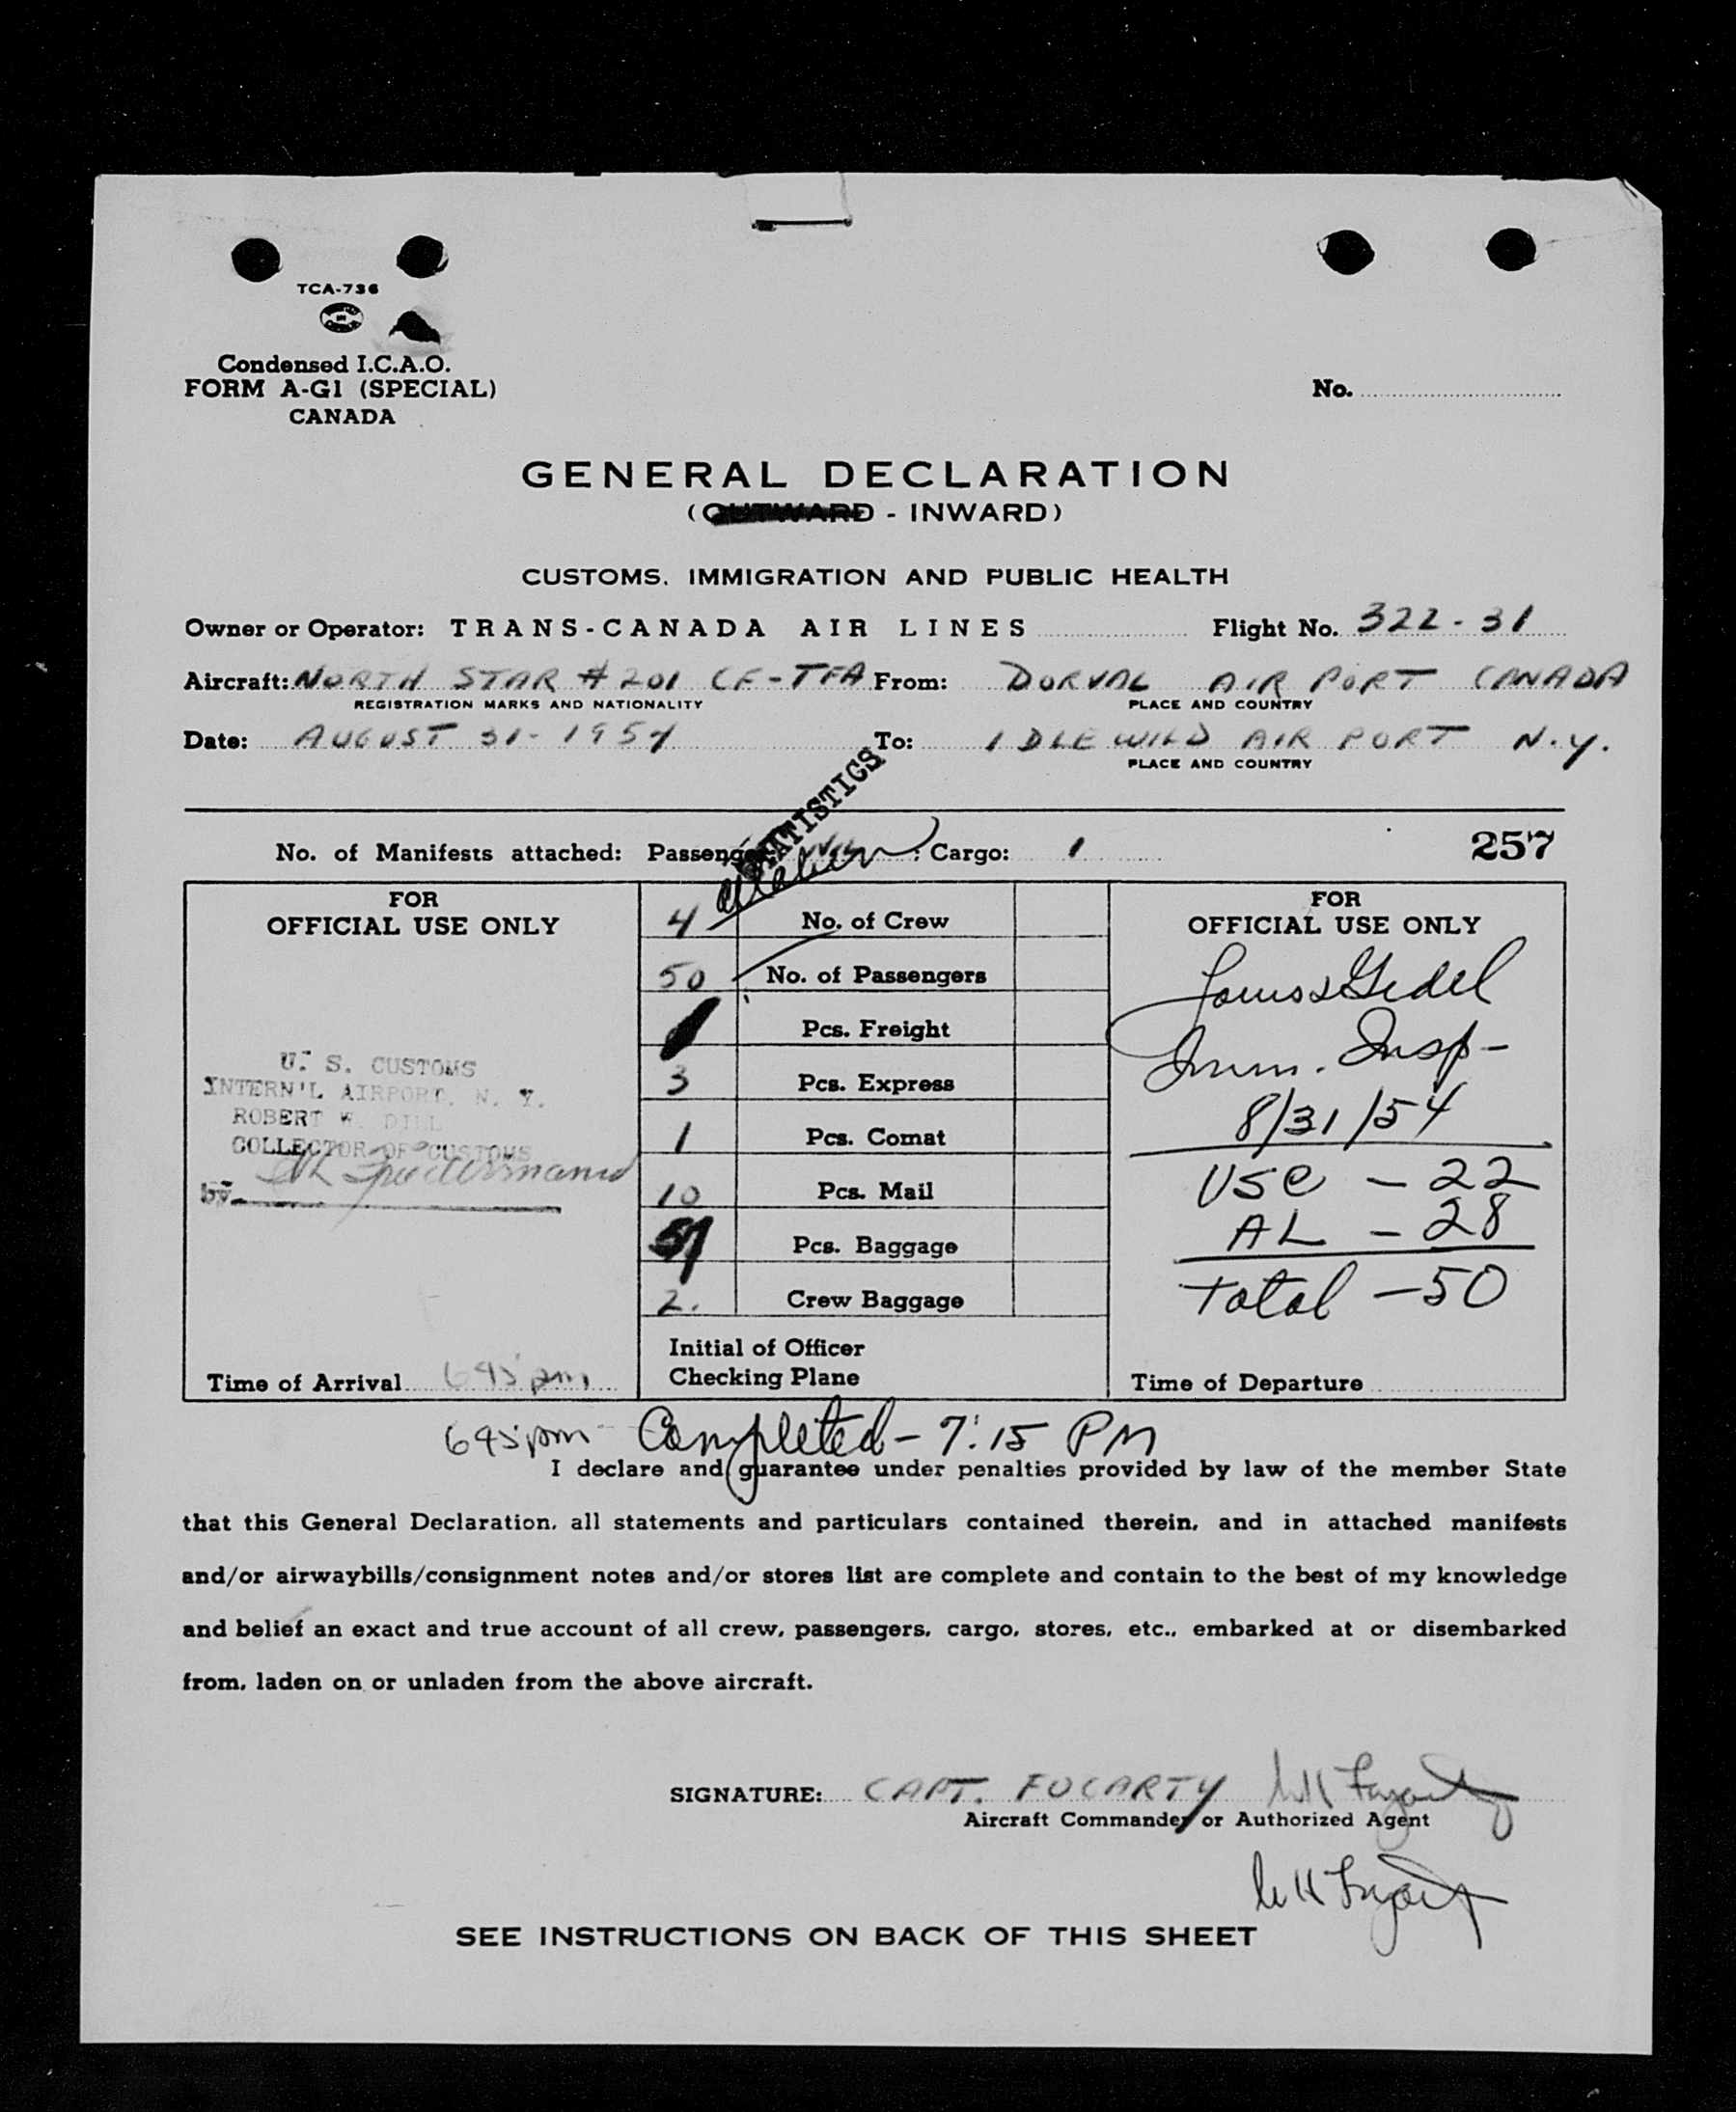 TCA-736
Condensed I.C.A.O.
FORM A-G1 (SPECIAL)
CANADA
No.
GENERAL DECLARATION
(OUTWARD - INWARD)
CUSTOMS, IMMIGRATION AND PUBLIC HEALTH
Owner or Operator: TRANS-CANADA AIR LINES Flight No. 322-31
Aircraft: NORTH STAR #201 CF-TFA From: DORVAL AIR PORT CANADA
REGISTRATION MARKS AND NATIONALITY PLACE AND COUNTRY
Date: AUGUST 31-1954 To: IDLEWILD AIR PORT N.Y.
PLACE AND COUNTRY
STATISTICS
No. of Manifests attached: Passenger: Cargo: 1
257
FOR
OFFICIAL USE ONLY
U. S. CUSTOMS
INTERN'L AIRPORT, N. Y.
ROBERT W. DILL
COLLECTOR OF CUSTOMS
by
Time of Arrival 645 pm
4 No. of Crew
50 No. of Passengers
Pcs. Freight
3 Pcs. Express
1 Pcs. Comat
10 Pcs. Mail
57 Pcs. Baggage
2. Crew Baggage
Initial of Officer
Checking Plane
FOR
OFFICIAL USE ONLY
Imm. Insp-
8/31/54
USC - 22
AL - 28
Total - 50
Time of Departure
645 pm Completed - 7:15 PM
I declare and guarantee under penalties provided by law of the member State
that this General Declaration, all statements and particulars contained therein, and in attached manifests
and/or airwaybills/consignment notes and/or stores list are complete and contain to the best of my knowledge
and belief an exact and true account of all crew, passengers, cargo, stores, etc., embarked at or disembarked
from, laden on or unladen from the above aircraft.
SIGNATURE: CAPT. FOGARTY
Aircraft Commander or Authorized Agent
SEE INSTRUCTIONS ON BACK OF THIS SHEET